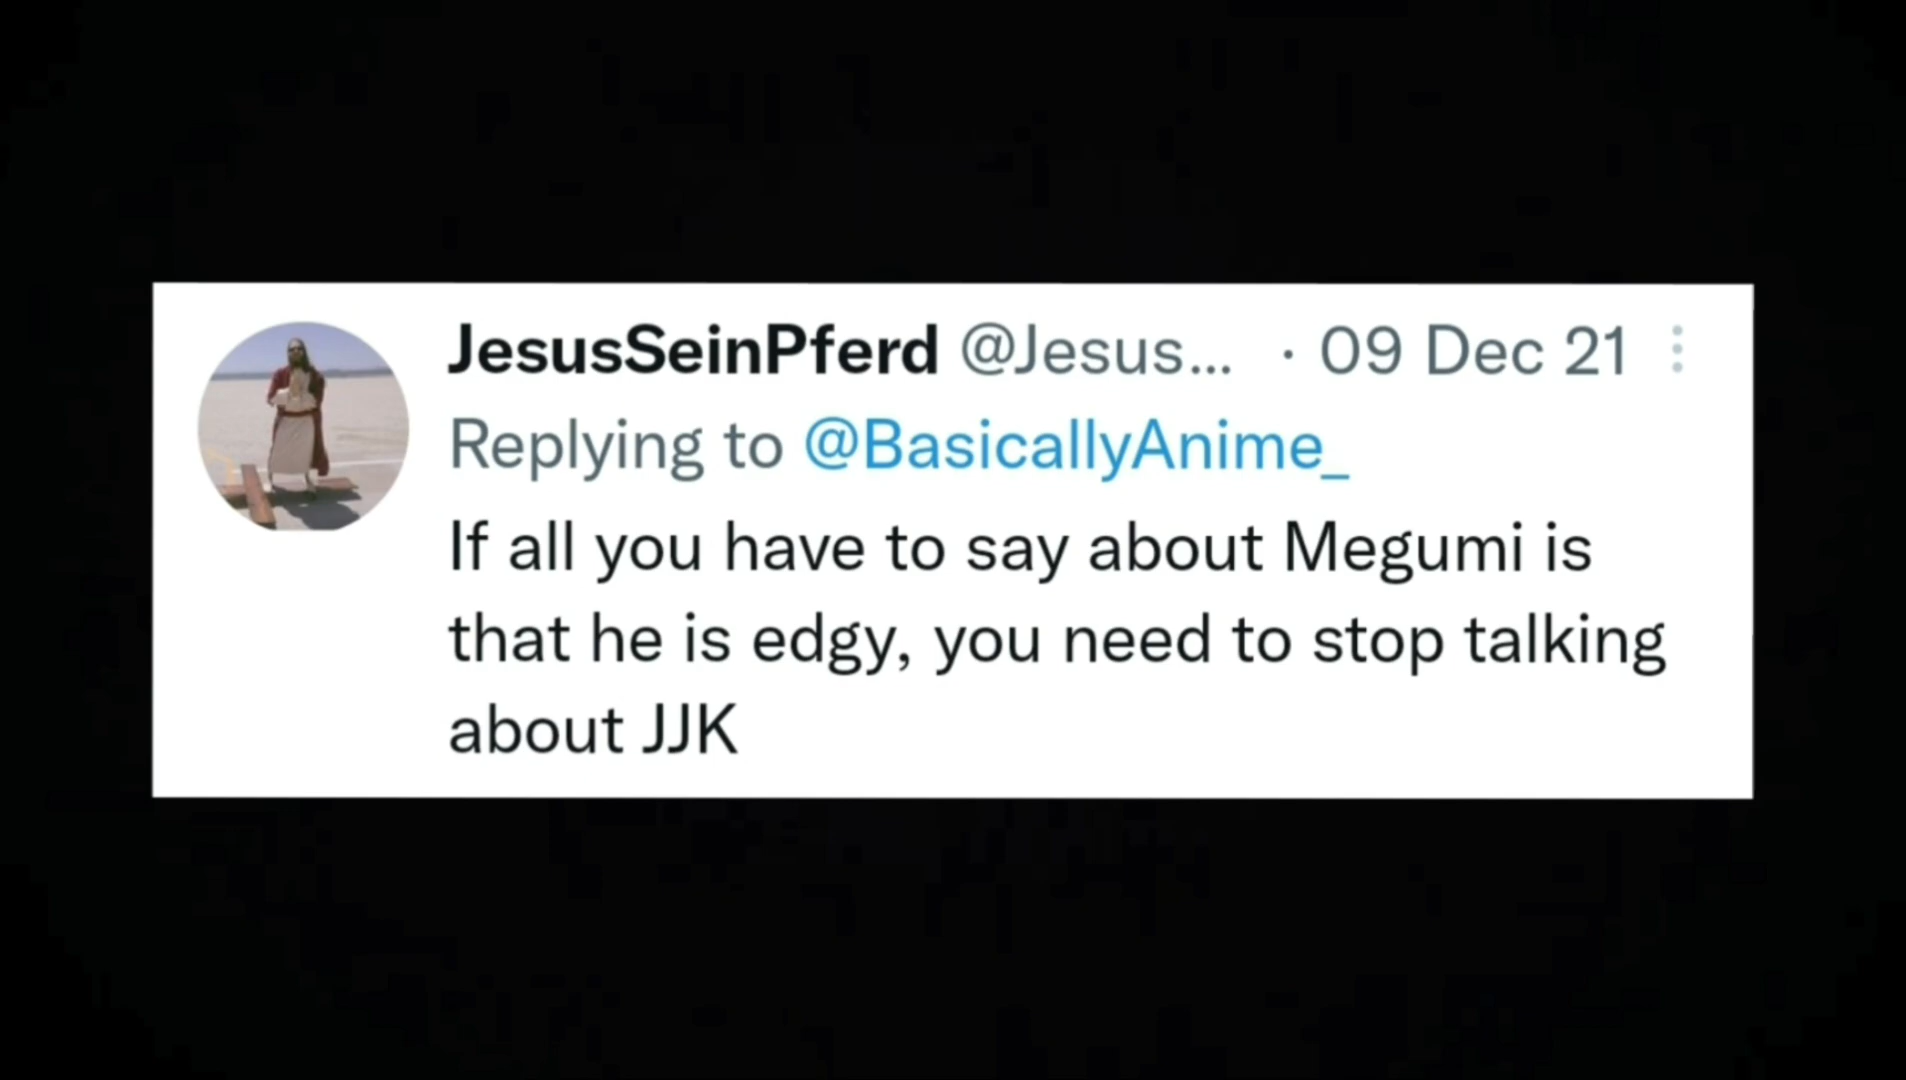 JesusSeinPferd @Jesus... · 09 Dec 21
Replying to @BasicallyAnime_
If all you have to say about Megumi is
that he is edgy, you need to stop talking
about JJK